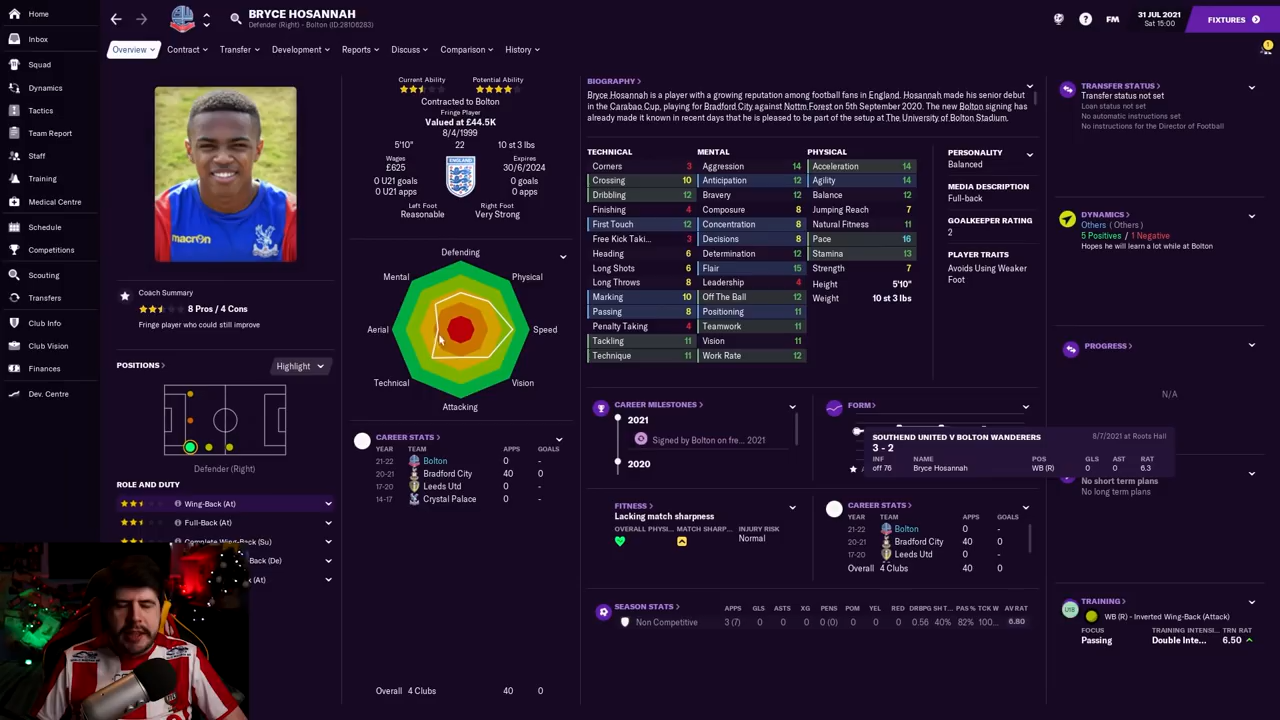 Home
Inbox
Squad
Dynamics
Tactics
Team Report
Staff
Training
Medical Centre
Schedule
Competitions
Scouting
Transfers
Club Info
Club Vision
Finances
Dev. Centre
BRYCE HOSANNAH
Defender (Right) - Bolton (ID:28106283)
FM
31 JUL 2021
Sat 15:00
FIXTURES
Overview
Contract
Transfer
Development
Reports
Discuss
Comparison
History
macron
Coach Summary
8 Pros / 4 Cons
Fringe player who could still improve
POSITIONS
Highlight
Defender (Right)
ROLE AND DUTY
Wing-Back (At)
Full-Back (At)
Complete Wing-Back (Su)
Back (De)
(At)
Current Ability
Potential Ability
Contracted to Bolton
Fringe Player
Valued at £44.5K
8/4/1999
5'10"
22
10 st 3 lbs
Wages
£625
ENGLAND
Expires
30/6/2024
0 U21 goals
0 U21 apps
0 goals
0 apps
Left Foot
Reasonable
Right Foot
Very Strong
Defending
Mental
Physical
Aerial
Speed
Technical
Vision
Attacking
CAREER STATS
YEAR TEAM APPS GOALS
21-22 Bolton 0 -
20-21 Bradford City 40 0
17-20 Leeds Utd 0 -
14-17 Crystal Palace 0 -
Overall 4 Clubs 40 0
BIOGRAPHY
Bryce Hosannah is a player with a growing reputation among football fans in England. Hosannah made his senior debut
in the Carabao Cup, playing for Bradford City against Nottm Forest on 5th September 2020. The new Bolton signing has
already made it known in recent days that he is pleased to be part of the setup at The University of Bolton Stadium.
TECHNICAL
Corners 3
Crossing 10
Dribbling 12
Finishing 4
First Touch 12
Free Kick Taki... 3
Heading 6
Long Shots 6
Long Throws 8
Marking 10
Passing 8
Penalty Taking 4
Tackling 11
Technique 11
MENTAL
Aggression 14
Anticipation 12
Bravery 12
Composure 8
Concentration 8
Decisions 8
Determination 12
Flair 15
Leadership 4
Off The Ball 12
Positioning 11
Teamwork 11
Vision 11
Work Rate 12
PHYSICAL
Acceleration 14
Agility 14
Balance 12
Jumping Reach 7
Natural Fitness 11
Pace 16
Stamina 13
Strength 7
Height 5'10"
Weight 10 st 3 lbs
PERSONALITY
Balanced
MEDIA DESCRIPTION
Full-back
GOALKEEPER RATING
2
PLAYER TRAITS
Avoids Using Weaker
Foot
CAREER MILESTONES
2021
Signed by Bolton on fre... 2021
2020
FORM
SOUTHEND UNITED V BOLTON WANDERERS
8/7/2021 at Roots Hall
3 - 2
INF NAME POS GLS AST RAT
off 76 Bryce Hosannah WB (R) 0 0 6.3
FITNESS
Lacking match sharpness
OVERALL PHYSI... MATCH SHARP... INJURY RISK
Normal
CAREER STATS
YEAR TEAM APPS GOALS
21-22 Bolton 0 -
20-21 Bradford City 40 0
17-20 Leeds Utd 0 -
Overall 4 Clubs 40 0
SEASON STATS
APPS GLS ASTS XG PENS POM YEL RED DRBPG SH T... PAS % TCK W AV RAT
Non Competitive 3 (7) 0 0 0 0 (0) 0 0 0 0.56 40% 82% 100... 6.80
TRANSFER STATUS
Transfer status not set
Loan status not set
No automatic instructions set
No instructions for the Director of Football
DYNAMICS
Others (Others)
5 Positives / 1 Negative
Hopes he will learn a lot while at Bolton
PROGRESS
N/A
No short term plans
No long term plans
TRAINING
WB (R) - Inverted Wing-Back (Attack)
FOCUS
Passing
TRAINING INTENSI...
Double Inte...
TRN RAT
6.50